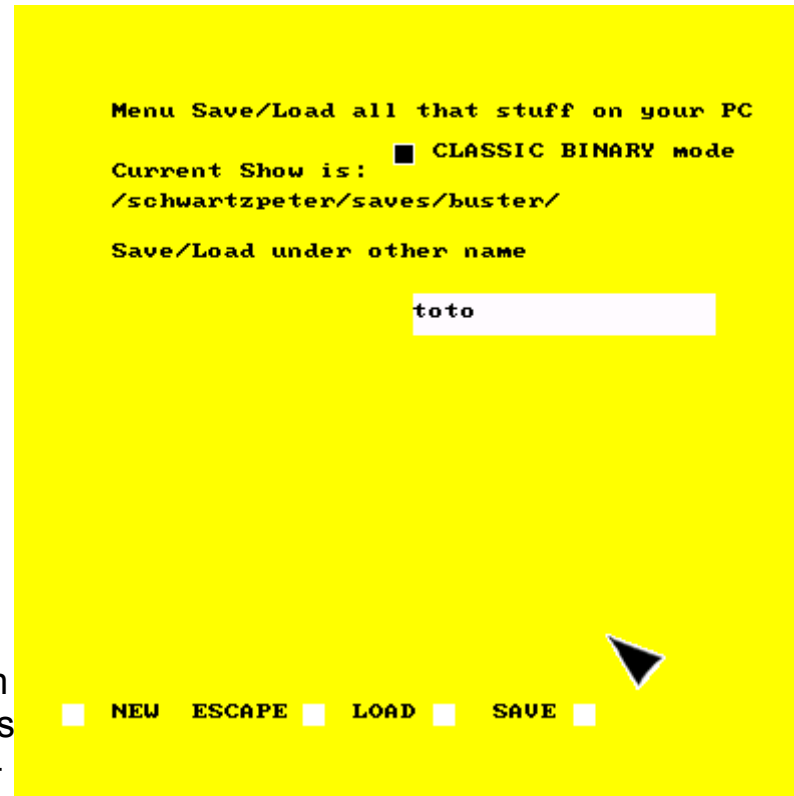 Menu Save/Load all that stuff on your PC
CLASSIC BINARY mode
Current Show is:
/schwartzpeter/saves/buster/
Save/Load under other name
toto
NEW ESCAPE LOAD SAVE